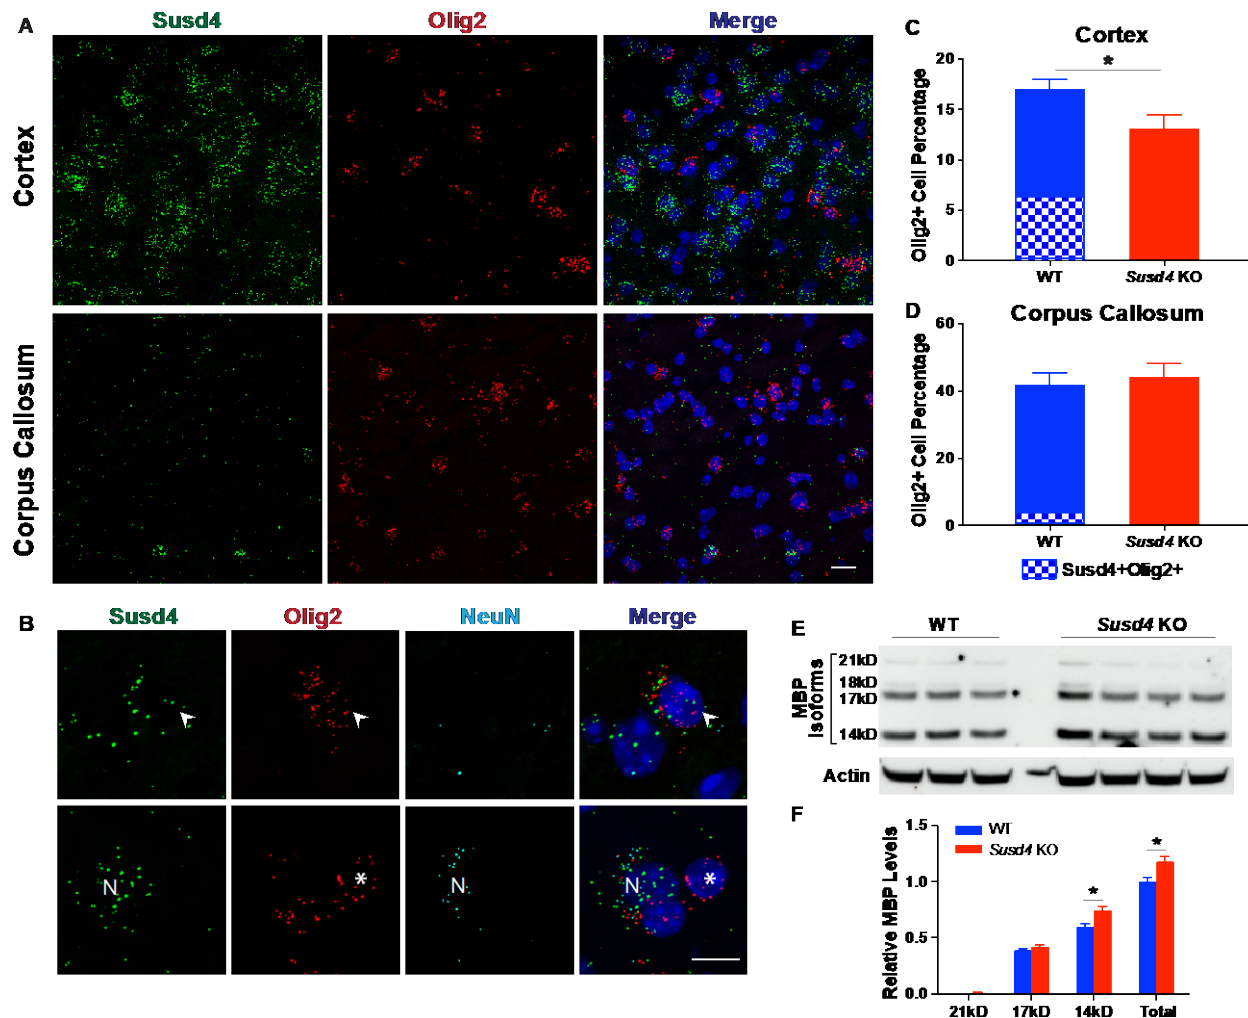 A
Susd4
Olig2
Merge
Cortex
Corpus Callosum
B
Susd4
Olig2
NeuN
Merge
N
N
*
N
*
C
Cortex
*
Olig2+ Cell Percentage
20
15
10
5
0
WT
Susd4 KO
D
Corpus Callosum
Olig2+ Cell Percentage
60
40
20
0
WT
Susd4 KO
Susd4+Olig2+
E
WT
Susd4 KO
MBP
Isoforms
21kD
18kD
17kD
14kD
Actin
F
WT
Susd4 KO
Relative MBP Levels
1.5
1.0
0.5
0.0
*
*
21kD
17kD
14kD
Total